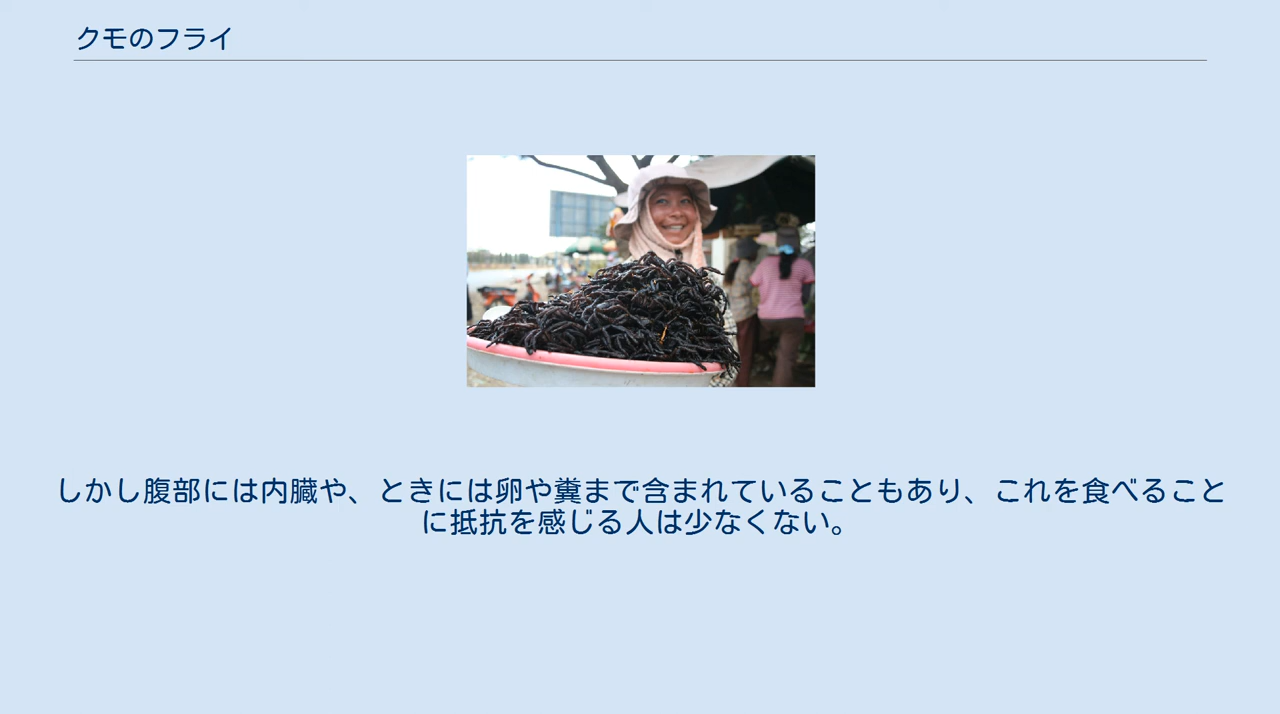 クモのフライ
しかし腹部には内臓や、ときには卵や糞まで含まれていることもあり、これを食べること
に抵抗を感じる人は少なくない。